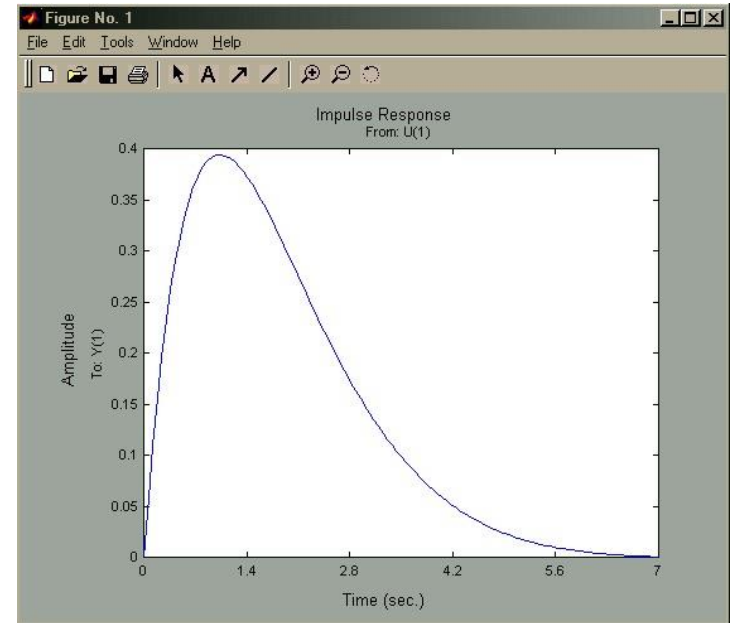 Figure No. 1
File Edit Tools Window Help
A
Impulse Response
From: U(1)
0.4
0.35
0.3
0.25
0.2
0.15
0.1
0.05
0
Amplitude
To: Y(1)
0 1.4 2.8 4.2 5.6 7
Time (sec.)